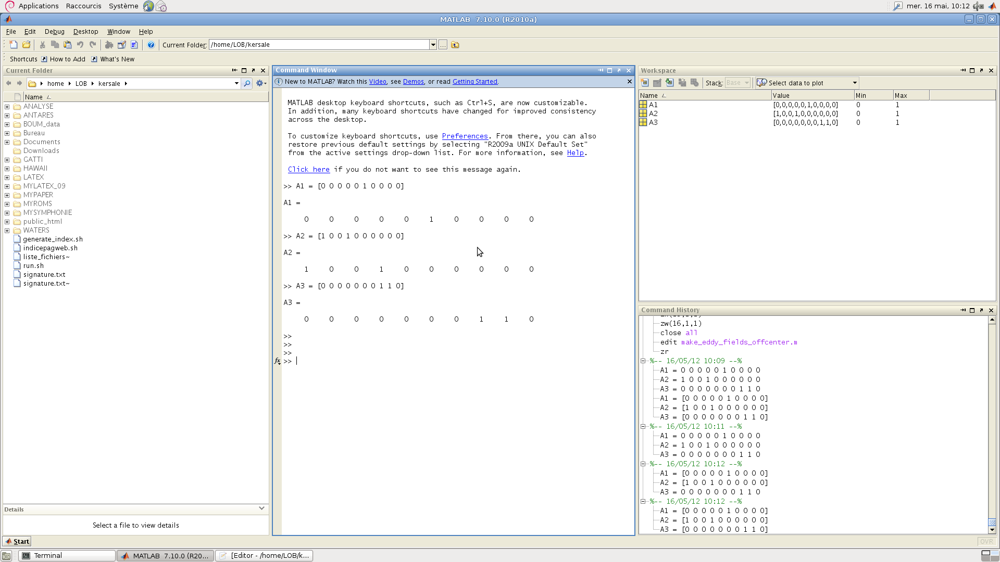 Applications Raccourcis Système mer. 16 mai, 10:12
MATLAB 7.10.0 (R2010a)
File Edit Debug Desktop Window Help
Current Folder: /home/LOB/kersale ...
Shortcuts How to Add What's New
Current Folder
home LOB kersale
Name
ANALYSE
ANTARES
BOUM_data
Bureau
Documents
Downloads
GATTI
HAWAII
LATEX
MYLATEX_09
MYPAPER
MYROMS
MYSYMPHONIE
public_html
WATERS
generate_index.sh
indicepagweb.sh
liste_fichiers~
run.sh
signature.txt
signature.txt~
Details
Select a file to view details
Command Window
New to MATLAB? Watch this Video, see Demos, or read Getting Started.
MATLAB desktop keyboard shortcuts, such as Ctrl+S, are now customizable.
In addition, many keyboard shortcuts have changed for improved consistency
across the desktop.
To customize keyboard shortcuts, use Preferences. From there, you can also
restore previous default settings by selecting "R2009a UNIX Default Set"
from the active settings drop-down list. For more information, see Help.
Click here if you do not want to see this message again.
>> A1 = [0 0 0 0 0 1 0 0 0 0]
A1 =
0 0 0 0 0 1 0 0 0 0
>> A2 = [1 0 0 1 0 0 0 0 0 0]
A2 =
1 0 0 1 0 0 0 0 0 0
>> A3 = [0 0 0 0 0 0 0 1 1 0]
A3 =
0 0 0 0 0 0 0 1 1 0
>>
>>
>>
fx >>
Workspace
Stack: Base Select data to plot
Name Value Min Max
A1 [0,0,0,0,0,1,0,0,0,0] 0 1
A2 [1,0,0,1,0,0,0,0,0,0] 0 1
A3 [0,0,0,0,0,0,0,1,1,0] 0 1
Command History
zw(16,1,1)
close all
edit make_eddy_fields_offcenter.m
zr
%-- 16/05/12 10:09 --%
A1 = 0 0 0 0 0 1 0 0 0 0
A2 = 1 0 0 1 0 0 0 0 0 0
A3 = 0 0 0 0 0 0 0 1 1 0
A1 = [0 0 0 0 0 1 0 0 0 0]
A2 = [1 0 0 1 0 0 0 0 0 0]
A3 = [0 0 0 0 0 0 0 1 1 0]
%-- 16/05/12 10:11 --%
A1 = 0 0 0 0 0 1 0 0 0 0
A2 = 1 0 0 1 0 0 0 0 0 0
A3 = 0 0 0 0 0 0 0 1 1 0
%-- 16/05/12 10:12 --%
A1 = [0 0 0 0 0 1 0 0 0 0]
A2 = [1 0 0 1 0 0 0 0 0 0]
A3 = 0 0 0 0 0 0 0 1 1 0
%-- 16/05/12 10:12 --%
A1 = [0 0 0 0 0 1 0 0 0 0]
A2 = [1 0 0 1 0 0 0 0 0 0]
A3 = [0 0 0 0 0 0 0 1 1 0]
Start OVR
Terminal MATLAB 7.10.0 (R20... [Editor - /home/LOB/k...